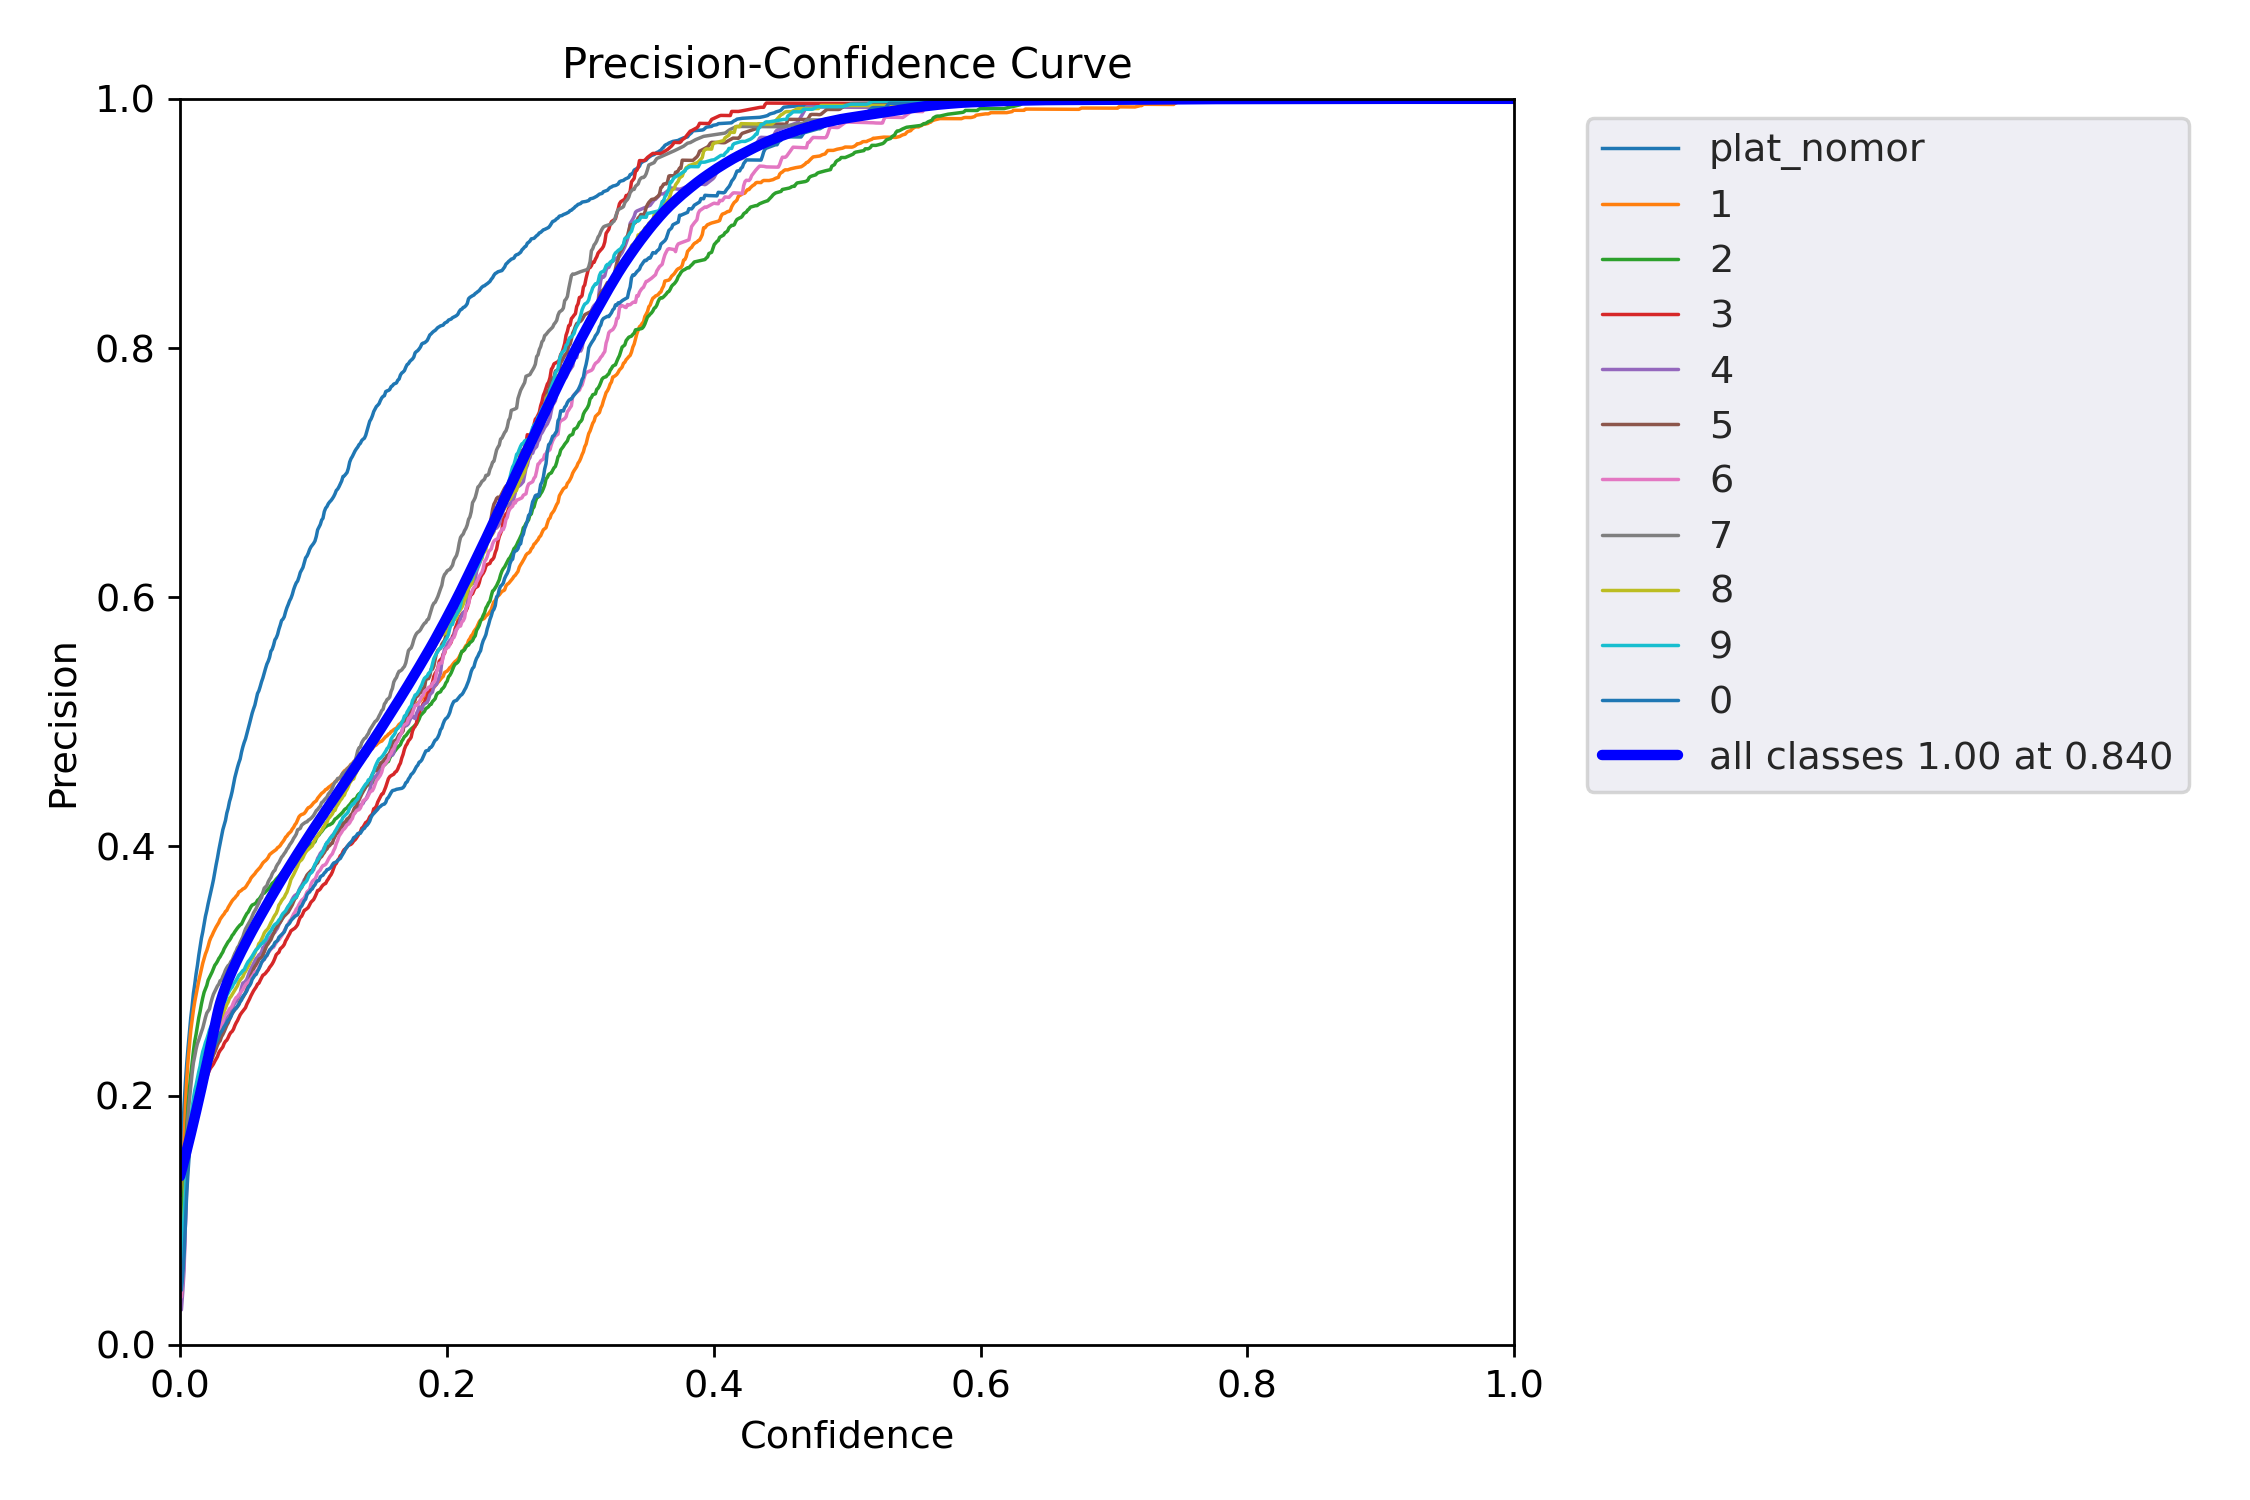 Precision-Confidence Curve
1.0
0.8
0.6
0.4
0.2
0.0
Precision
0.0 0.2 0.4 0.6 0.8 1.0
Confidence
plat_nomor
1
2
3
4
5
6
7
8
9
0
all classes 1.00 at 0.840